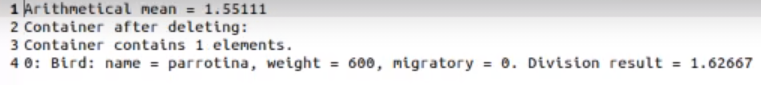 1 Arithmetical mean = 1.55111
2 Container after deleting:
3 Container contains 1 elements.
4 0: Bird: name = parrotina, weight = 600, migratory = 0. Division result = 1.62667